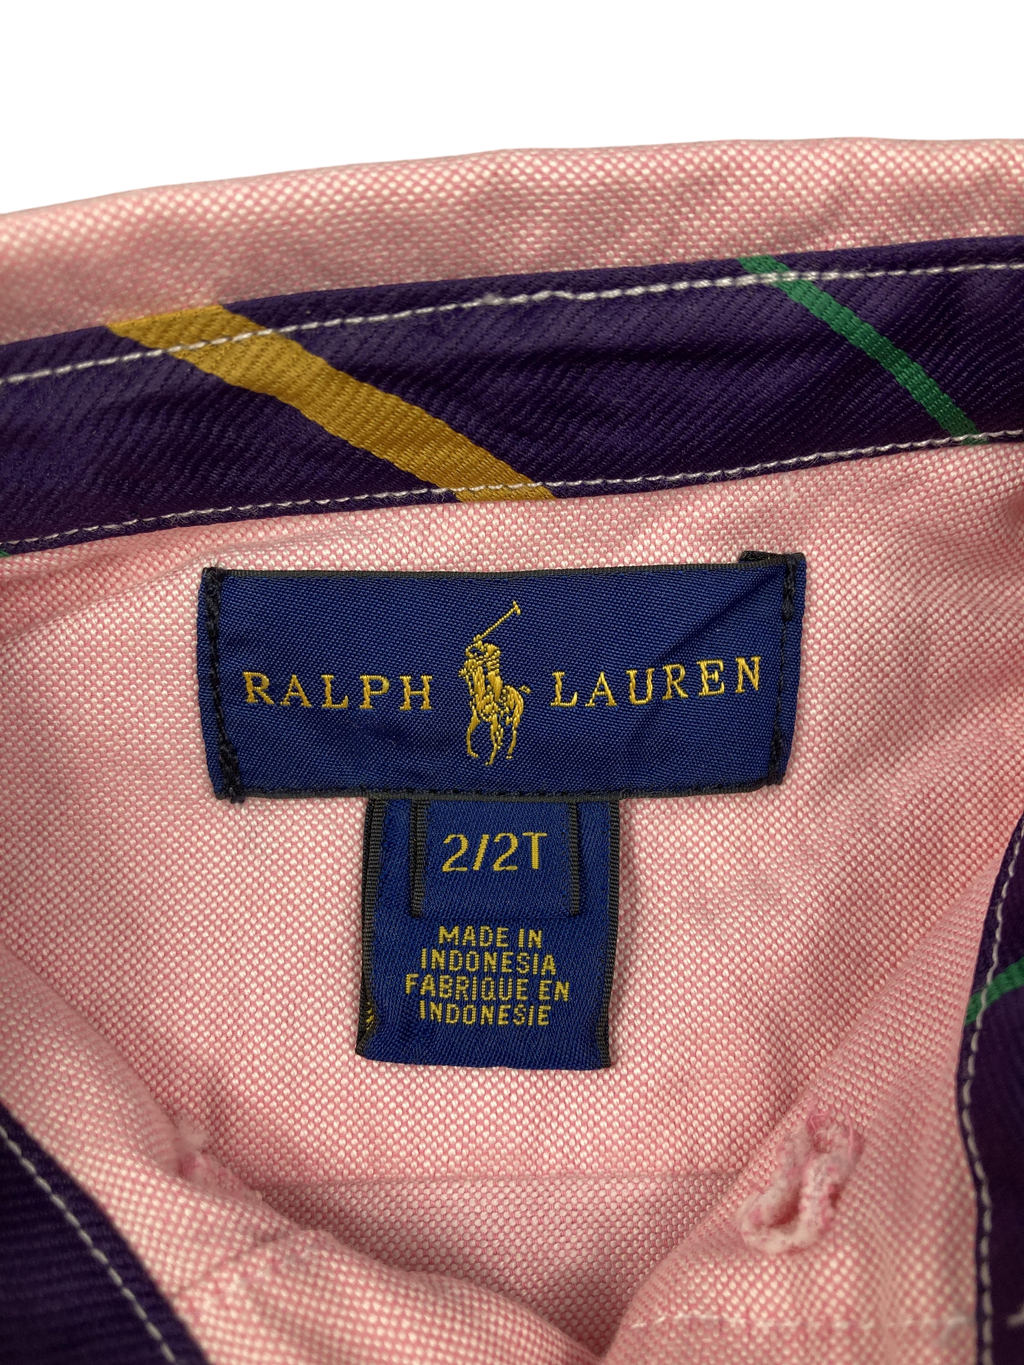 RALPH LAUREN
2/2T
MADE IN
INDONESIA
FABRIQUE EN
INDONESIE